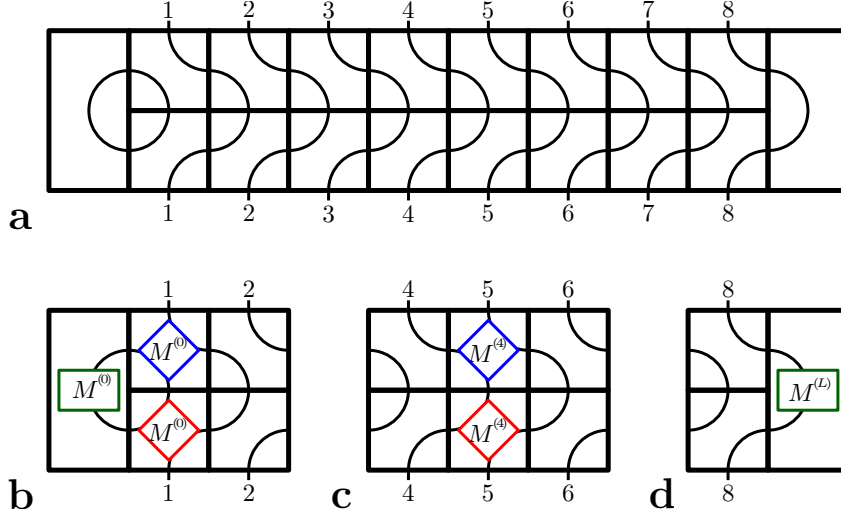 1 2 3 4 5 6 7 8
1 2 3 4 5 6 7 8
a
1 2 4 5 6 8
M^(0) M^(4)
M^(0) M^(L)
M^(0) M^(4)
1 2 4 5 6 8
b c d